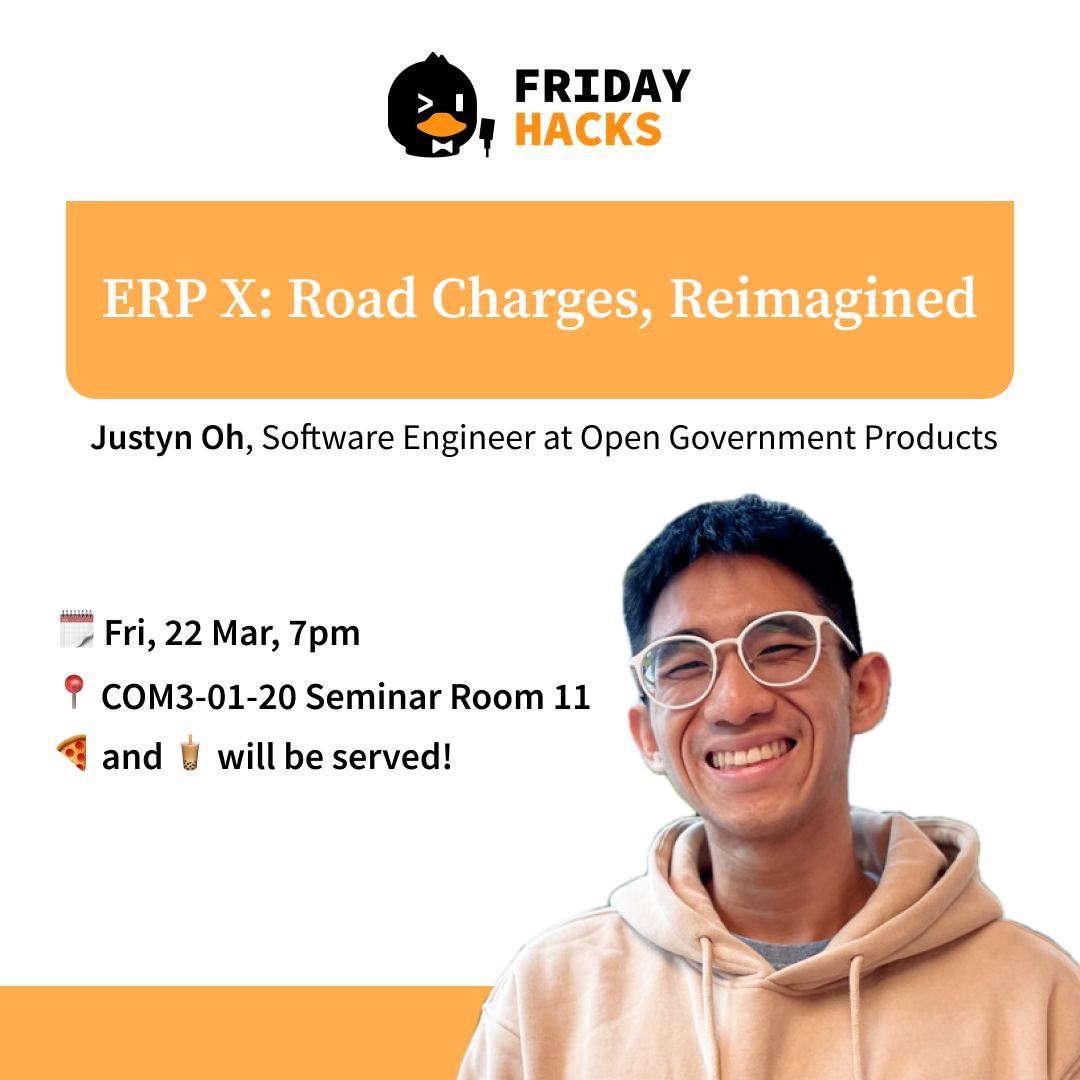 FRIDAY
HACKS
ERP X: Road Charges, Reimagined
Justyn Oh, Software Engineer at Open Government Products
Fri, 22 Mar, 7pm
COM3-01-20 Seminar Room 11
and will be served!